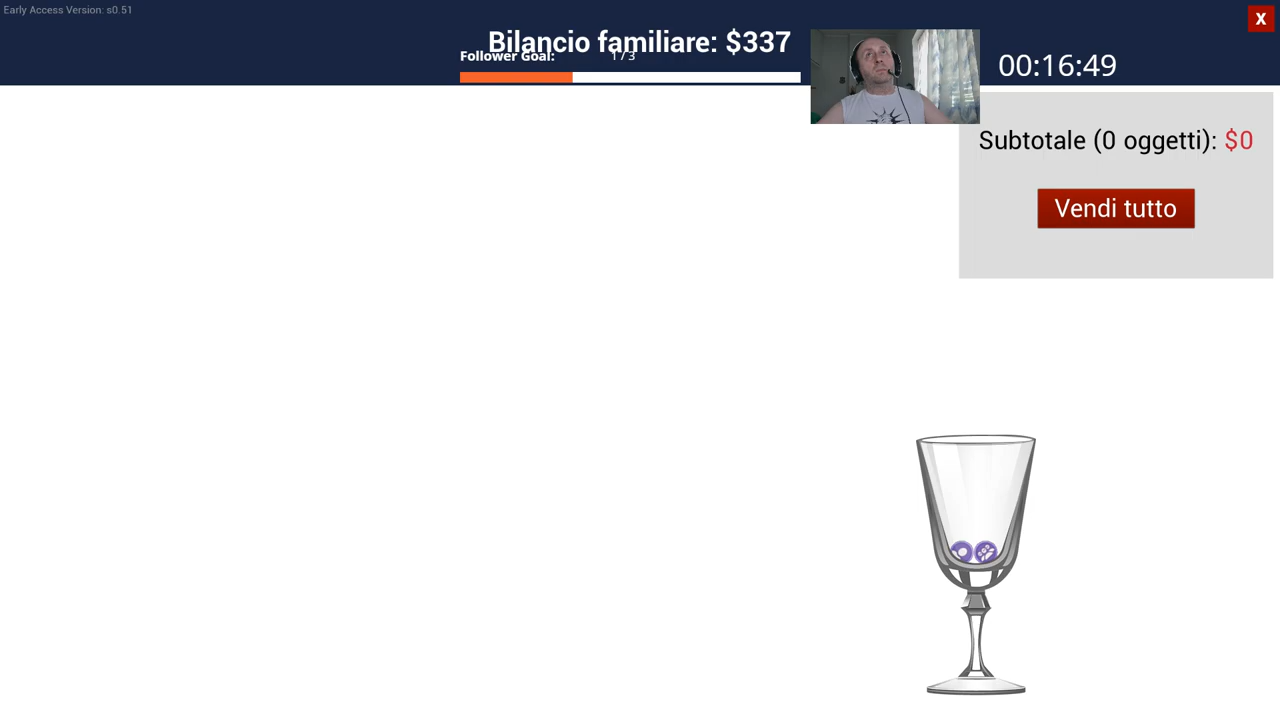 Early Access Version: s0.51
X
Bilancio familiare: $337
Follower Goal:
1 / 3
00:16:49
Subtotale (0 oggetti): $0
Vendi tutto